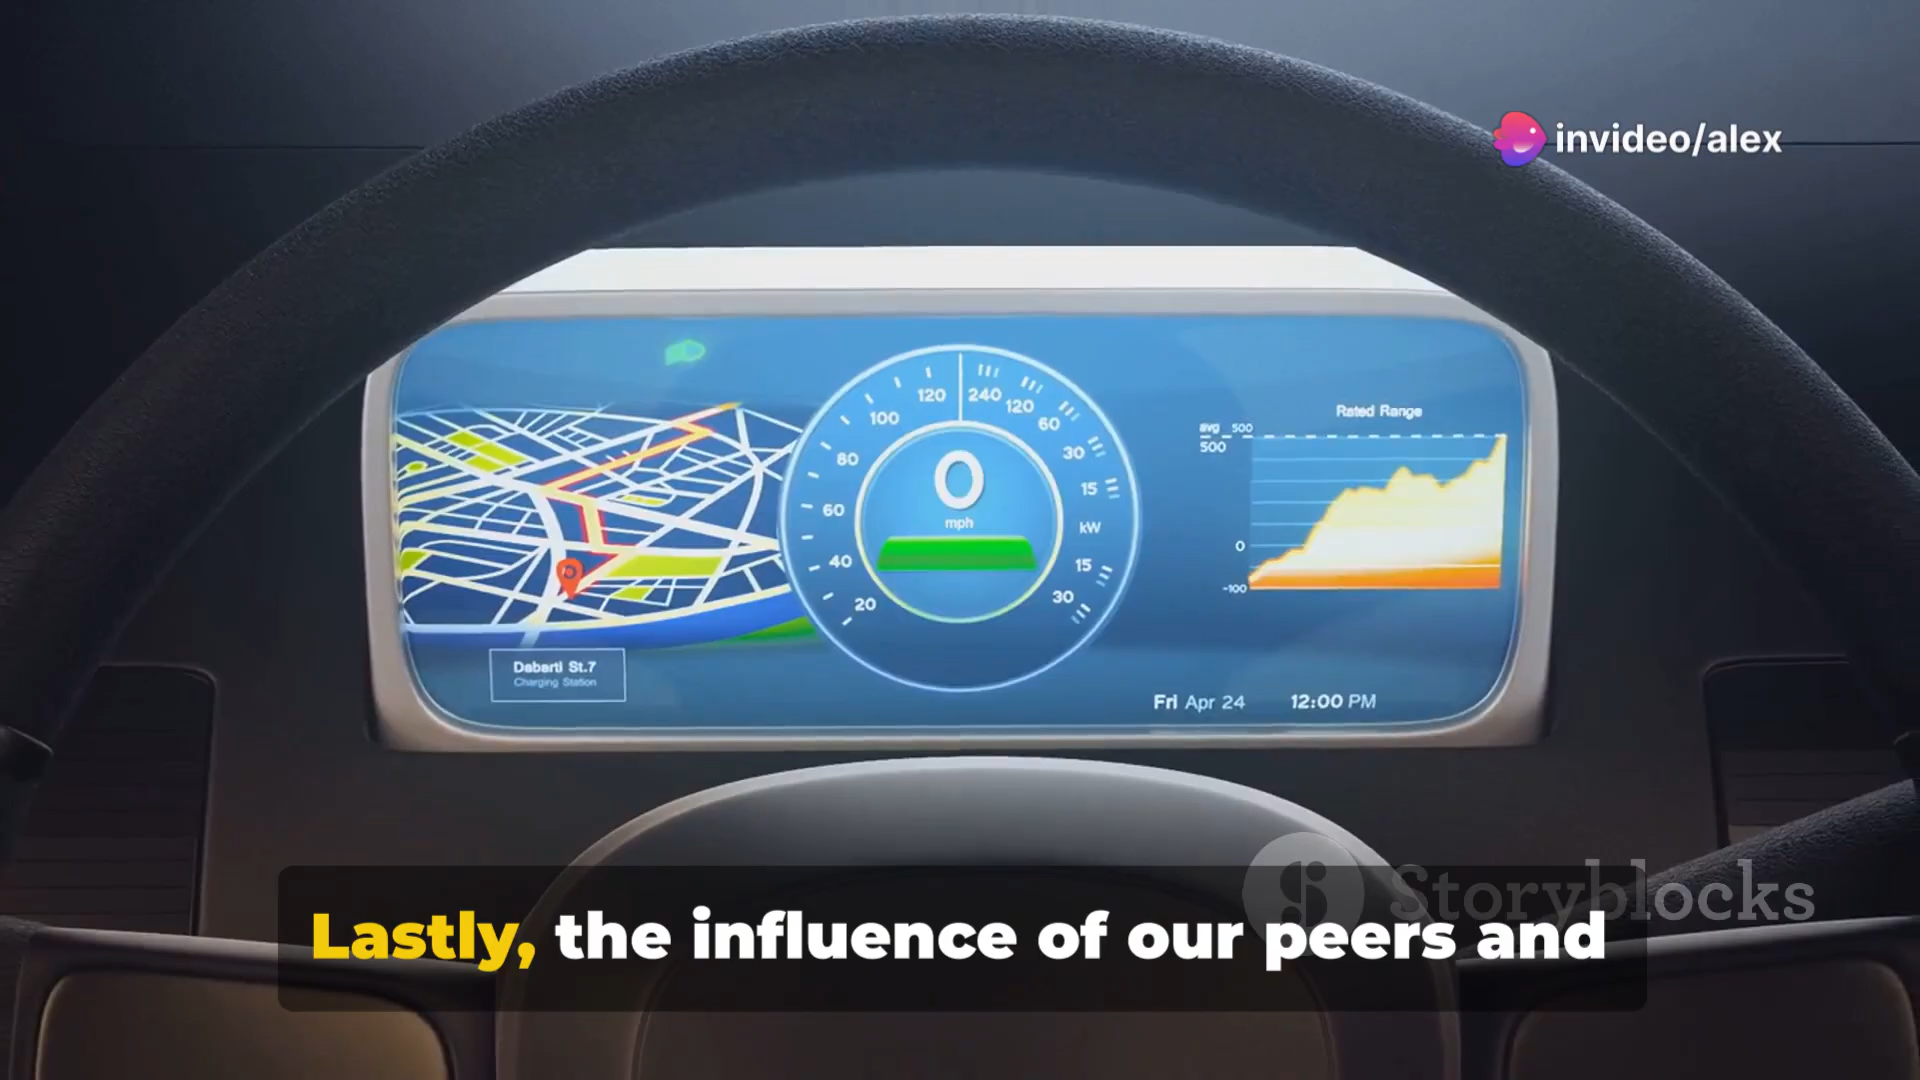 invideo/alex
Rated Range
avg 500
500
0
-100
120
100
80
60
40
20
240
120
60
30
15
kW
15
30
0
mph
Dabarti St.7
Charging Station
Fri Apr 24 12:00 PM
Storyblocks
Lastly, the influence of our peers and